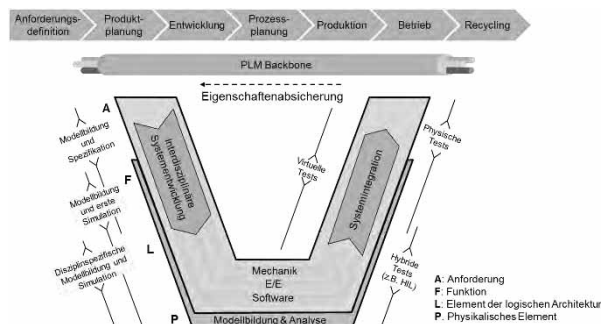 Anforderungs-
definition
Produkt-
planung
Entwicklung
Prozess-
planung
Produktion
Betrieb
Recycling
PLM Backbone
Eigenschaftenabsicherung
A
Modellbildung
und
Spezifikation
Interdisziplinäre
Systementwicklung
Virtuelle
Tests
Systemintegration
Physische
Tests
F
Modellbildung
und erste
Simulation
L
Disziplinspezifische
Modellbildung und
Simulation
Mechanik
E/E
Software
Hybride
Tests
(z.B. HIL)
P
Modellbildung & Analyse
A: Anforderung
F: Funktion
L: Element der logischen Architektur
P: Physikalisches Element